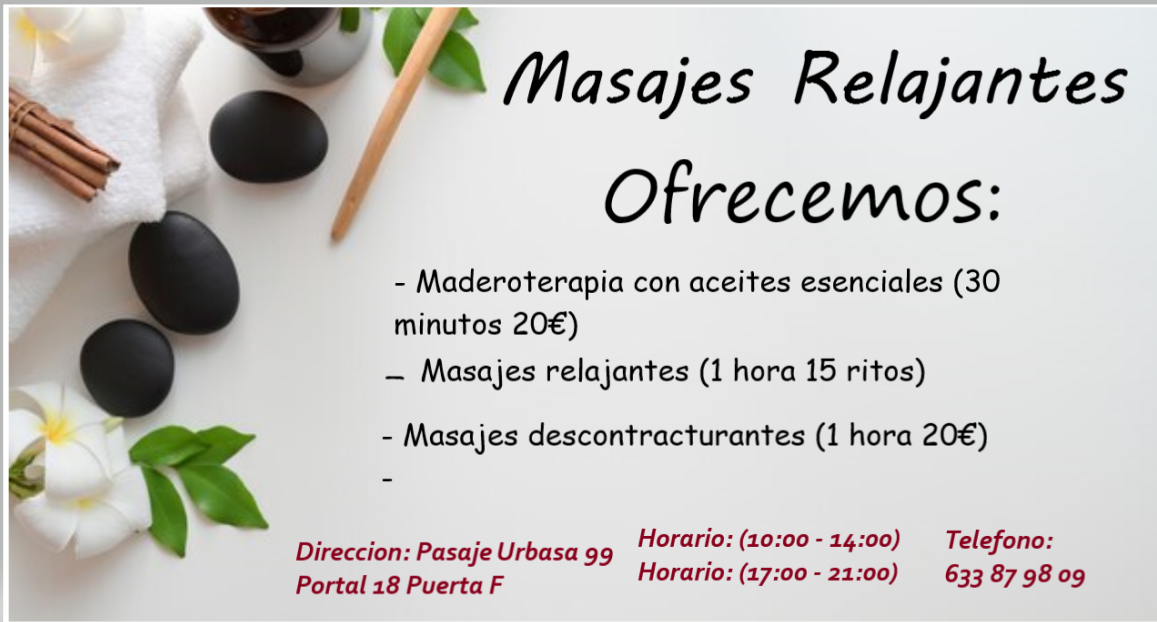 Masajes Relajantes
Ofrecemos:
- Maderoterapia con aceites esenciales (30
minutos 20€)
- Masajes relajantes (1 hora 15 ritos)
- Masajes descontracturantes (1 hora 20€)
-
Direccion: Pasaje Urbasa 99
Portal 18 Puerta F
Horario: (10:00 - 14:00)
Horario: (17:00 - 21:00)
Telefono:
633 87 98 09